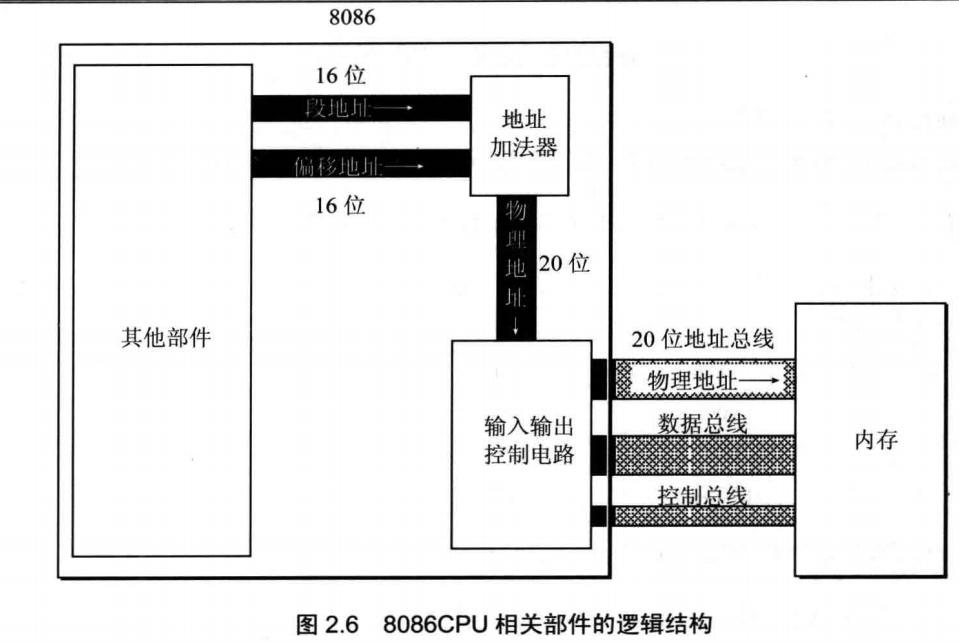 8086
16 位
段地址
地址
加法器
偏移地址
16 位
物
理
地
址
20 位
其他部件
20 位地址总线
物理地址
输入输出
控制电路
数据总线
内存
控制总线
图 2.6 8086CPU 相关部件的逻辑结构